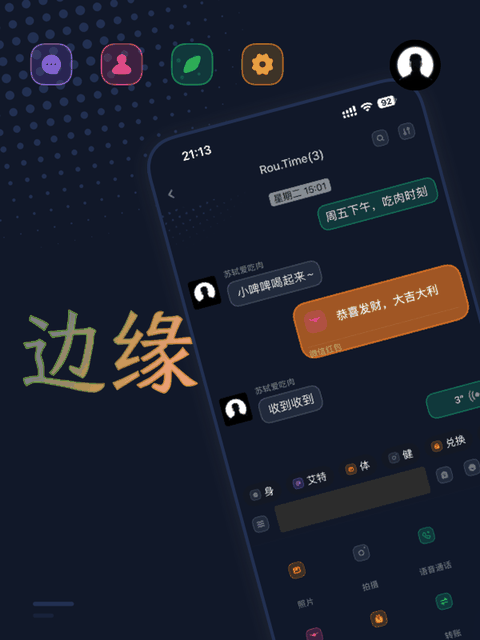 21:13
92
Rou.Time(3)
星期二 15:01
周五下午，吃肉时刻
苏轼爱吃肉
小啤啤喝起来~
恭喜发财，大吉大利
微信红包
边缘
苏轼爱吃肉
收到收到
3"
身 艾特 体 健 兑换
照片 拍摄 语音通话
转账